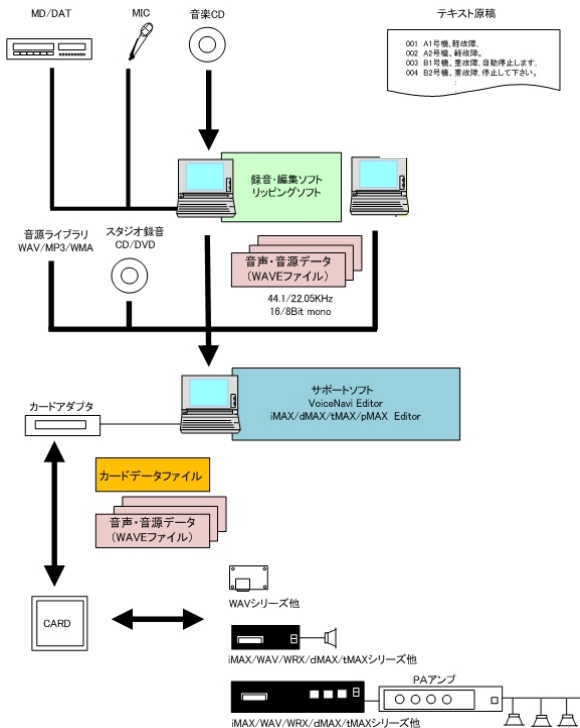 MD/DAT
MIC
音楽CD
テキスト原稿
001 A1号機、軽故障、
002 A2号機、軽故障。
003 B1号機、重故障、自動停止します、
004 B2号機、重故障、停止して下さい。
:
録音・編集ソフト
リッピングソフト
音源ライブラリ
WAV/MP3/WMA
スタジオ録音
CD/DVD
音声・音源データ
(WAVEファイル)
44.1/22.05KHz
16/8Bit mono
サポートソフト
VoiceNavi Editor
iMAX/dMAX/tMAX/pMAX Editor
カードアダプタ
カードデータファイル
音声・音源データ
(WAVEファイル)
CARD
WAVシリーズ他
iMAX/WAV/WRX/dMAX/tMAXシリーズ他
PAアンプ
iMAX/WAV/WRX/dMAX/tMAXシリーズ他